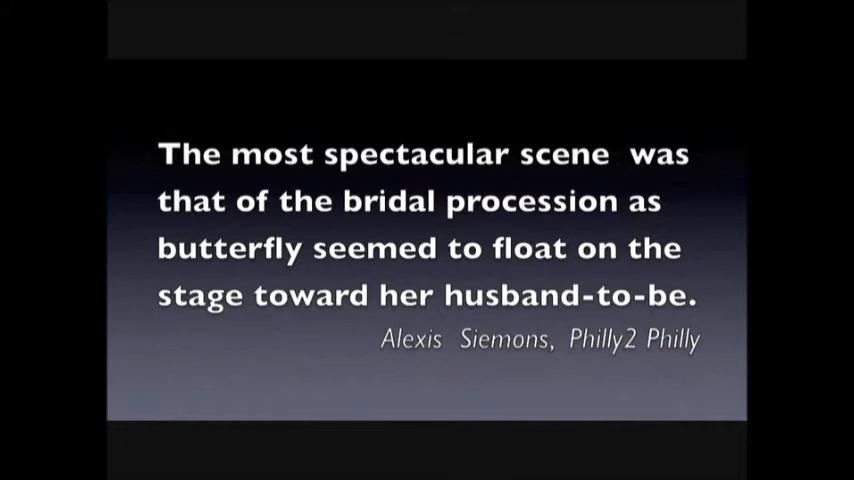 The most spectacular scene was
that of the bridal procession as
butterfly seemed to float on the
stage toward her husband-to-be.
Alexis Siemons, Philly2 Philly